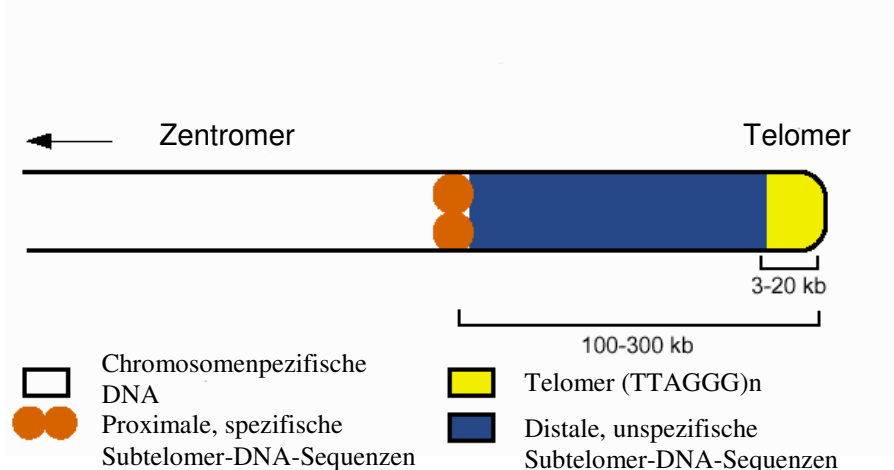 Zentromer
Telomer
3-20 kb
100-300 kb
Chromosomenpezifische
DNA
Proximale, spezifische
Subtelomer-DNA-Sequenzen
Telomer (TTAGGG)n
Distale, unspezifische
Subtelomer-DNA-Sequenzen